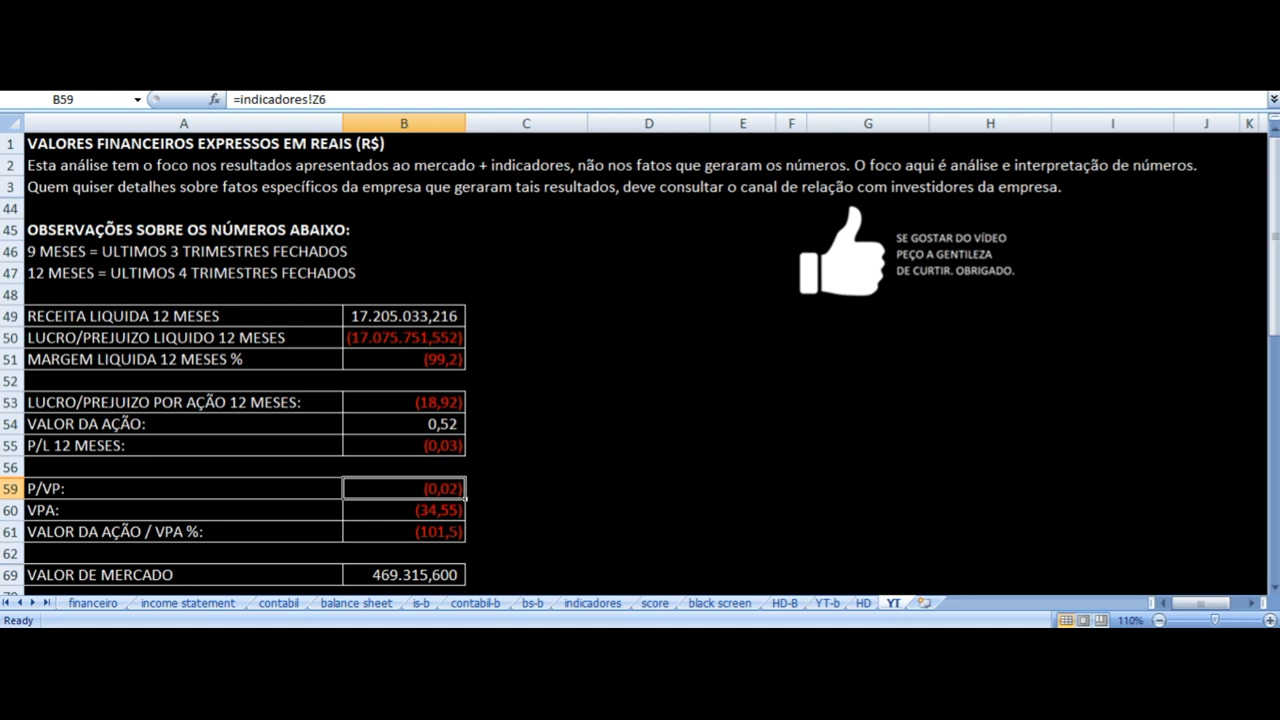 B59 fx =indicadores!Z6
A B C D E F G H I J K
1 VALORES FINANCEIROS EXPRESSOS EM REAIS (R$)
2 Esta análise tem o foco nos resultados apresentados ao mercado + indicadores, não nos fatos que geraram os números. O foco aqui é análise e interpretação de números.
3 Quem quiser detalhes sobre fatos específicos da empresa que geraram tais resultados, deve consultar o canal de relação com investidores da empresa.
44
45 OBSERVAÇÕES SOBRE OS NÚMEROS ABAIXO:
46 9 MESES = ULTIMOS 3 TRIMESTRES FECHADOS
47 12 MESES = ULTIMOS 4 TRIMESTRES FECHADOS
SE GOSTAR DO VÍDEO
PEÇO A GENTILEZA
DE CURTIR. OBRIGADO.
48
49 RECEITA LIQUIDA 12 MESES 17.205.033,216
50 LUCRO/PREJUIZO LIQUIDO 12 MESES (17.075.751,552)
51 MARGEM LIQUIDA 12 MESES % (99,2)
52
53 LUCRO/PREJUIZO POR AÇÃO 12 MESES: (18,92)
54 VALOR DA AÇÃO: 0,52
55 P/L 12 MESES: (0,03)
56
59 P/VP: (0,02)
60 VPA: (34,55)
61 VALOR DA AÇÃO / VPA %: (101,5)
62
69 VALOR DE MERCADO 469.315,600
financeiro income statement contabil balance sheet is-b contabil-b bs-b indicadores score black screen HD-B YT-b HD YT
Ready 110%